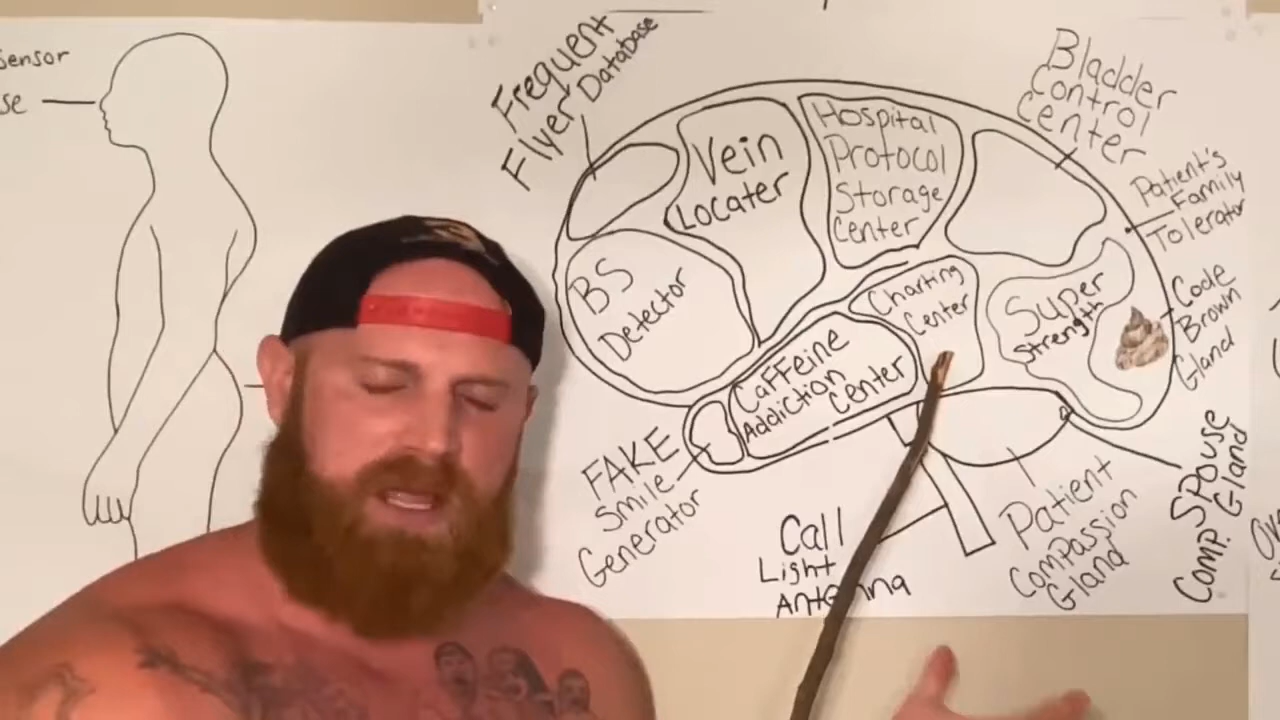 Sensor
se
Frequent
Flyer Database
Vein
Locater
Hospital
Protocol
Storage
Center
Bladder
Control
Center
Patient's
Family
Tolerator
BS
Detector
Charting
Center
Super
Strength
Code
Brown
Gland
Caffeine
Addiction
Center
FAKE
Smile
Generator
Call
Light
Antenna
Patient
Compassion
Gland
Comp. Spouse
Gland